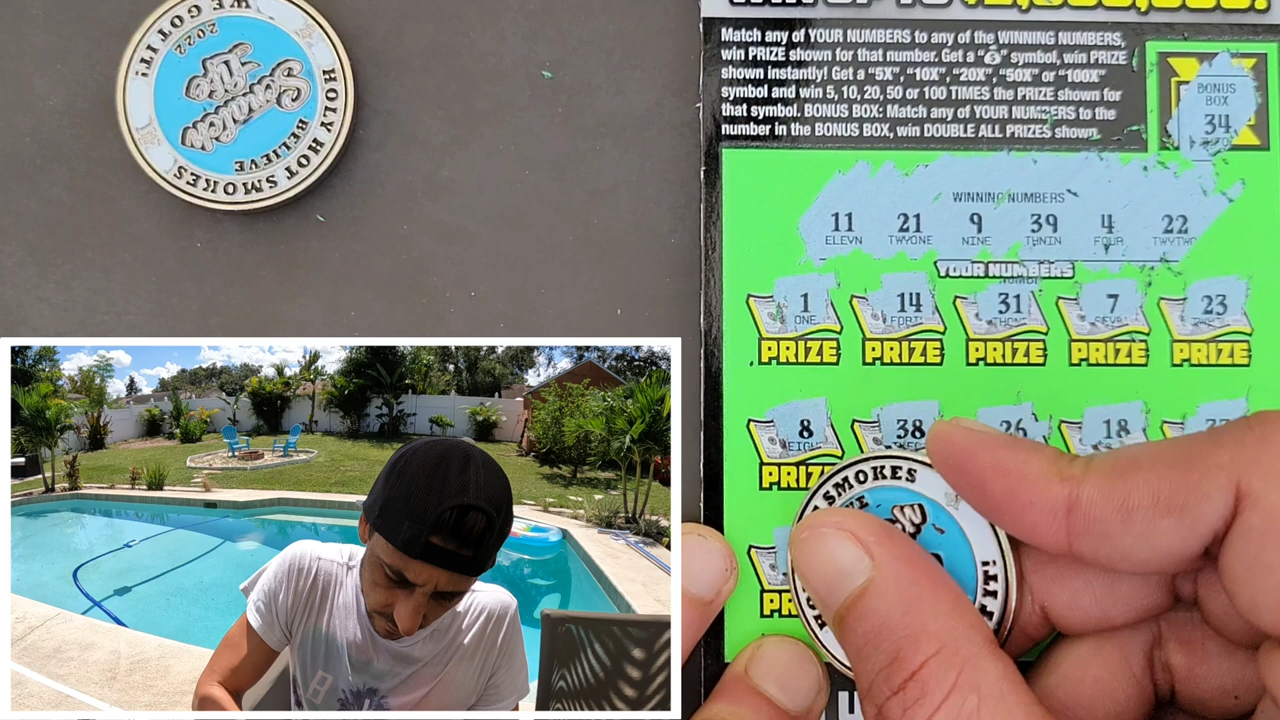 WE GOT IT!
2022
Scratch
Life
BELIEVE
HOLLY HOT SMOKES
Match any of YOUR NUMBERS to any of the WINNING NUMBERS,
win PRIZE shown for that number. Get a " " symbol, win PRIZE
shown instantly! Get a "5X", "10X", "20X", "50X" or "100X"
symbol and win 5, 10, 20, 50 or 100 TIMES the PRIZE shown for
that symbol. BONUS BOX: Match any of YOUR NUMBERS to the
number in the BONUS BOX, win DOUBLE ALL PRIZES shown.
BONUS
BOX
34
WINNING NUMBERS
11 21 9 39 4 22
ELEVN TWYONE NINE THNIN FOUR TWYTWO
YOUR NUMBERS
1 14 31 7 23
ONE
PRIZE PRIZE PRIZE PRIZE PRIZE
8 38 26 18
PRIZE
SMOKES
IT!